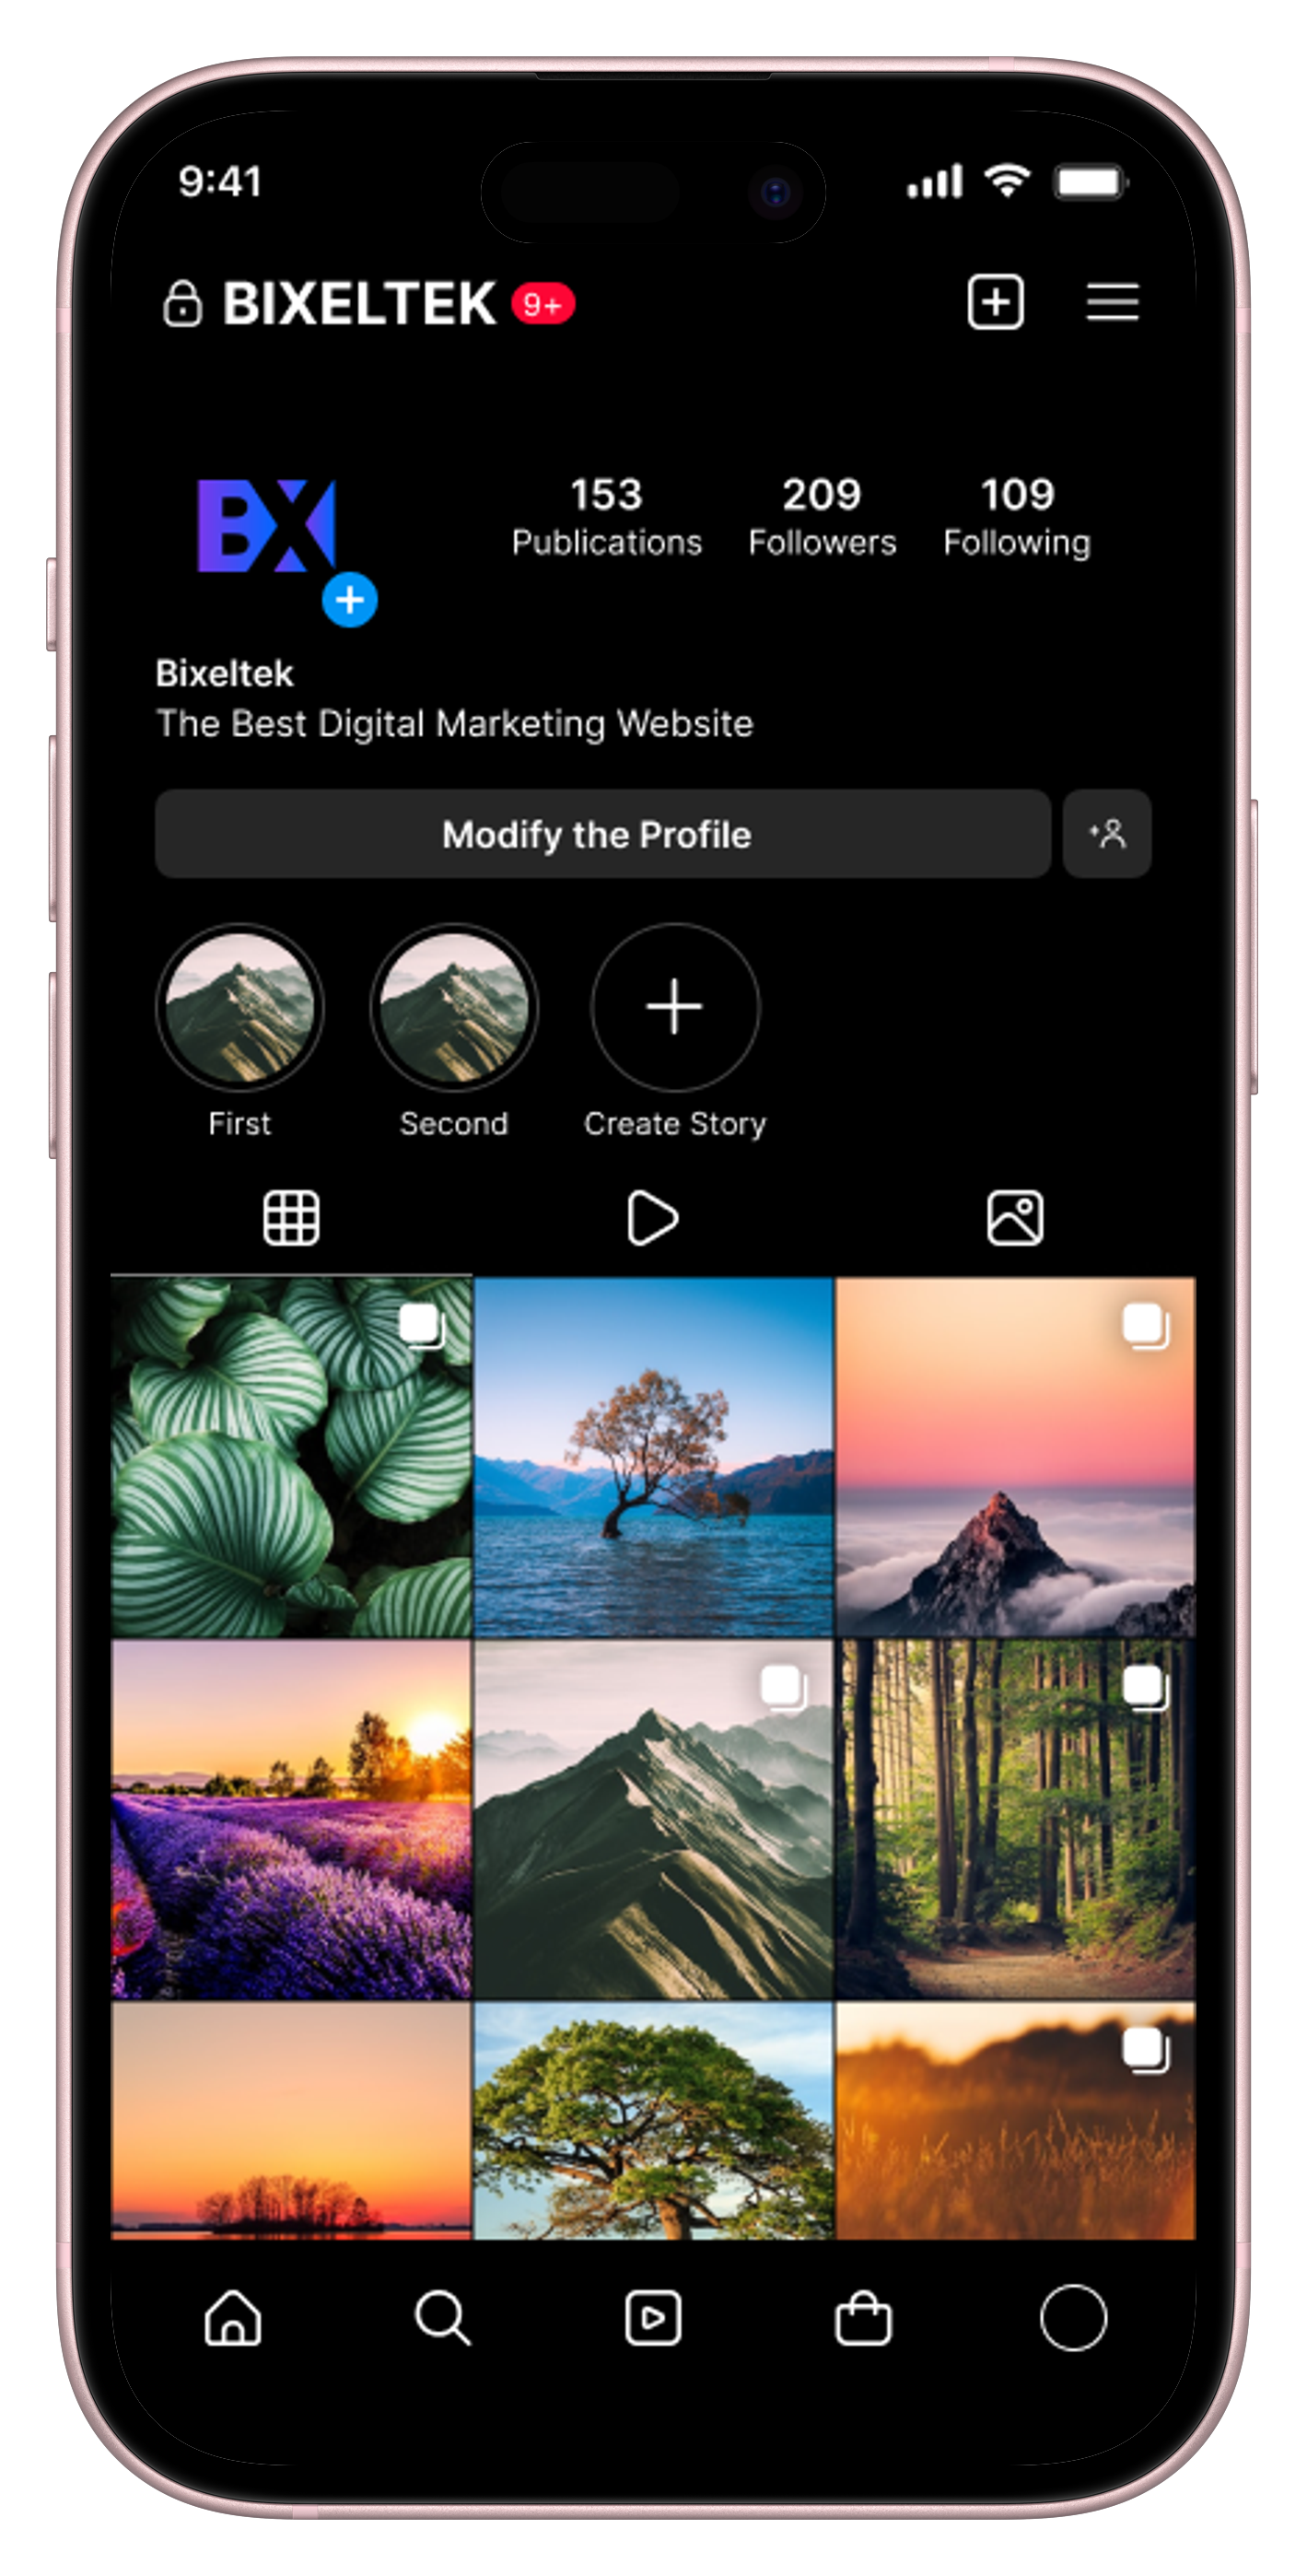 9:41
BIXELTEK 9+
BX
153 209 109
Publications Followers Following
Bixeltek
The Best Digital Marketing Website
Modify the Profile
First Second Create Story